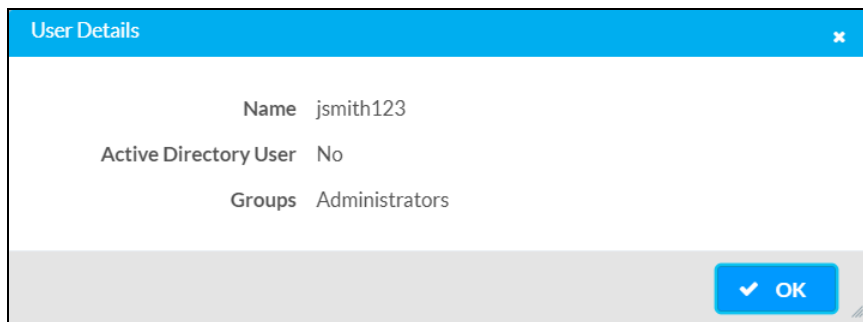 User Details
Name jsmith123
Active Directory User No
Groups Administrators
OK